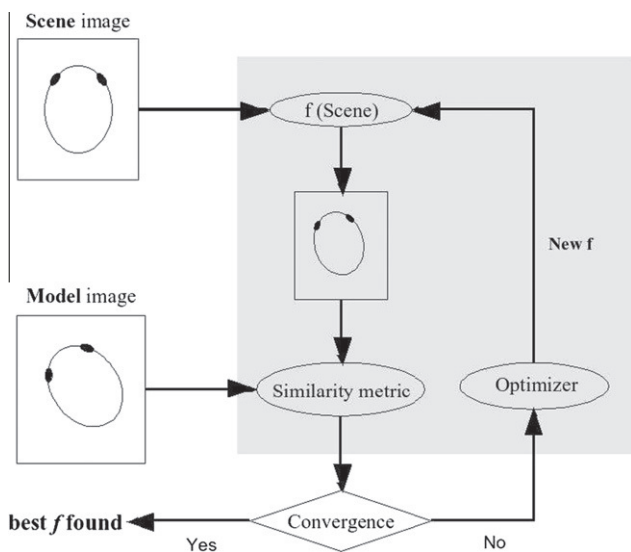 Scene image
f (Scene)
New f
Model image
Similarity metric
Optimizer
Convergence
best f found
Yes
No